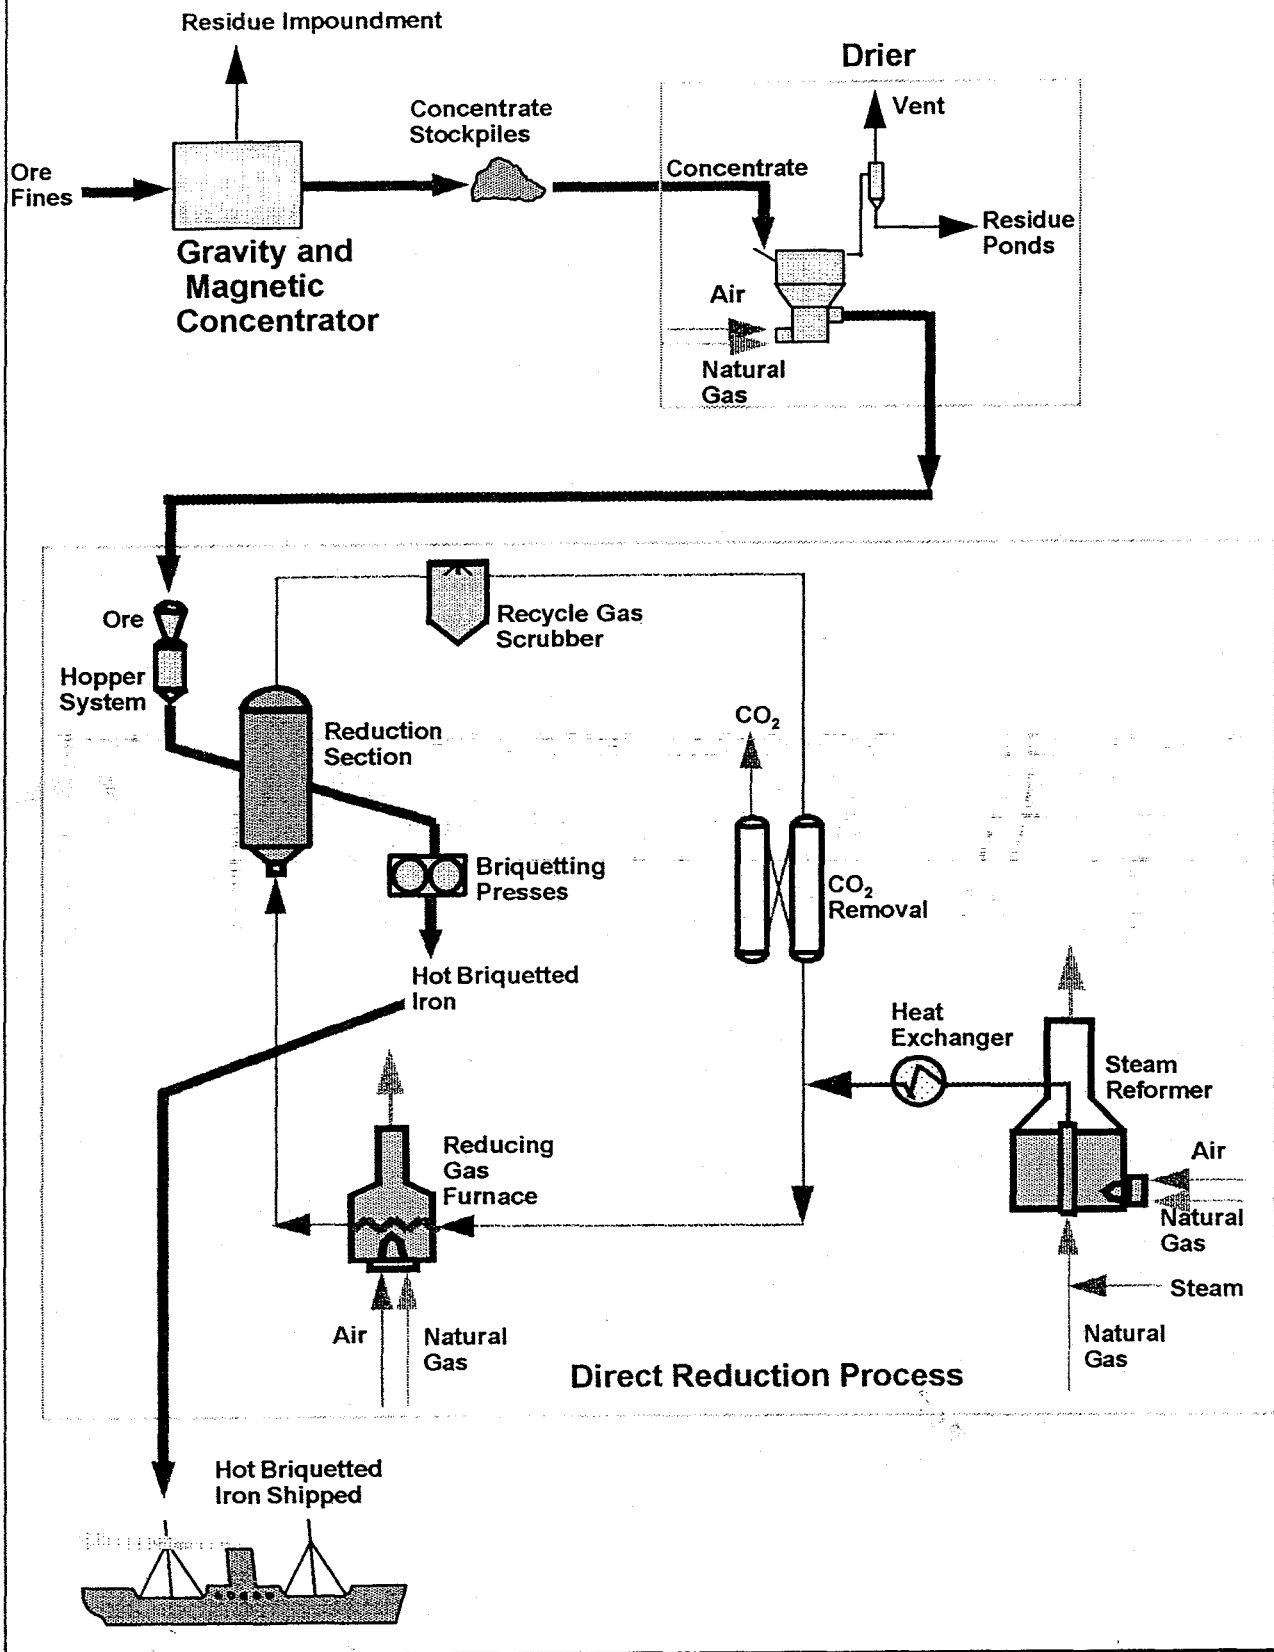 Residue Impoundment
Drier
Concentrate
Stockpiles
Vent
Ore
Fines
Concentrate
Residue
Ponds
Gravity and
Magnetic
Concentrator
Air
Natural
Gas
Ore
Recycle Gas
Scrubber
Hopper
System
Reduction
Section
CO₂
Briquetting
Presses
CO₂
Removal
Hot Briquetted
Iron
Heat
Exchanger
Steam
Reformer
Reducing
Gas
Furnace
Air
Natural
Gas
Steam
Air
Natural
Gas
Natural
Gas
Direct Reduction Process
Hot Briquetted
Iron Shipped